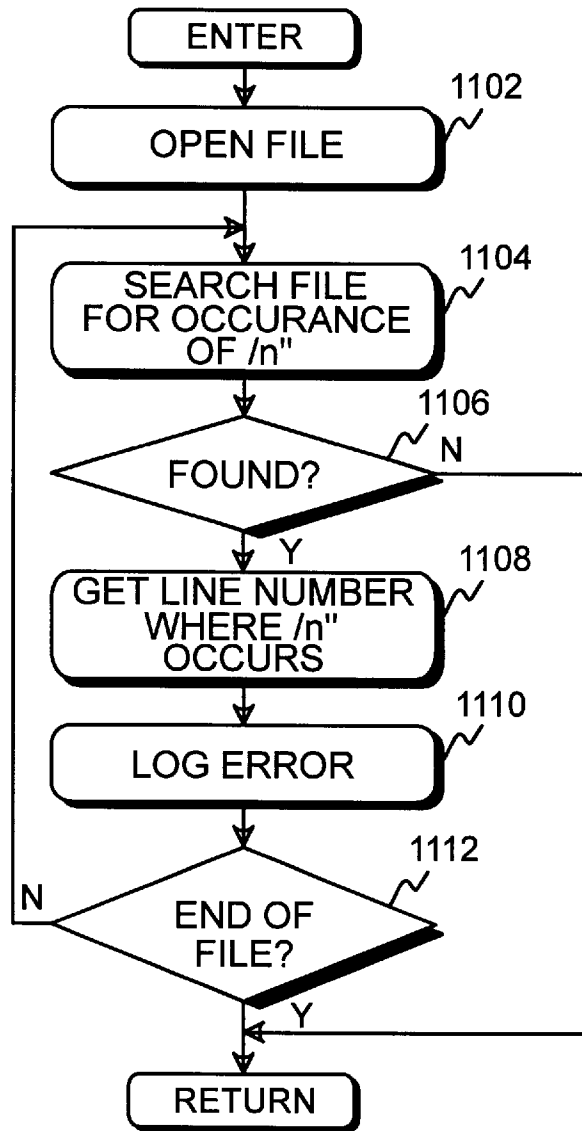 ENTER
1102
OPEN FILE
1104
SEARCH FILE
FOR OCCURANCE
OF /n"
1106
FOUND?
N
Y
1108
GET LINE NUMBER
WHERE /n"
OCCURS
1110
LOG ERROR
1112
N
END OF
FILE?
Y
RETURN